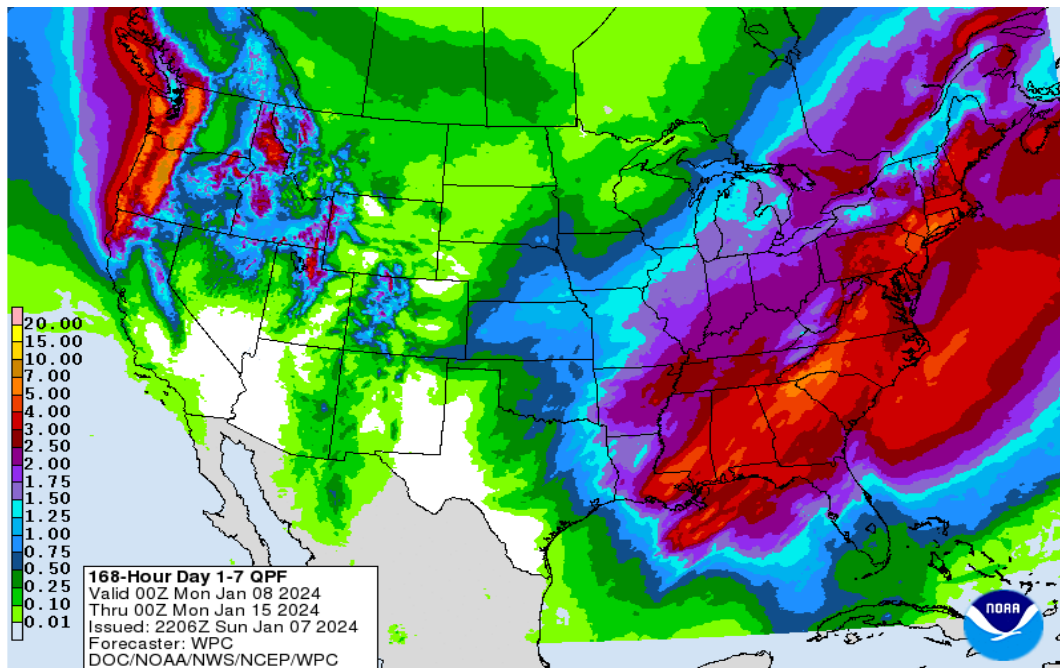 20.00
15.00
10.00
7.00
5.00
4.00
3.00
2.50
2.00
1.75
1.50
1.25
1.00
0.75
0.50
0.25
0.10
0.01
168-Hour Day 1-7 QPF
Valid 00Z Mon Jan 08 2024
Thru 00Z Mon Jan 15 2024
Issued: 2206Z Sun Jan 07 2024
Forecaster: WPC
DOC/NOAA/NWS/NCEP/WPC
NOAA